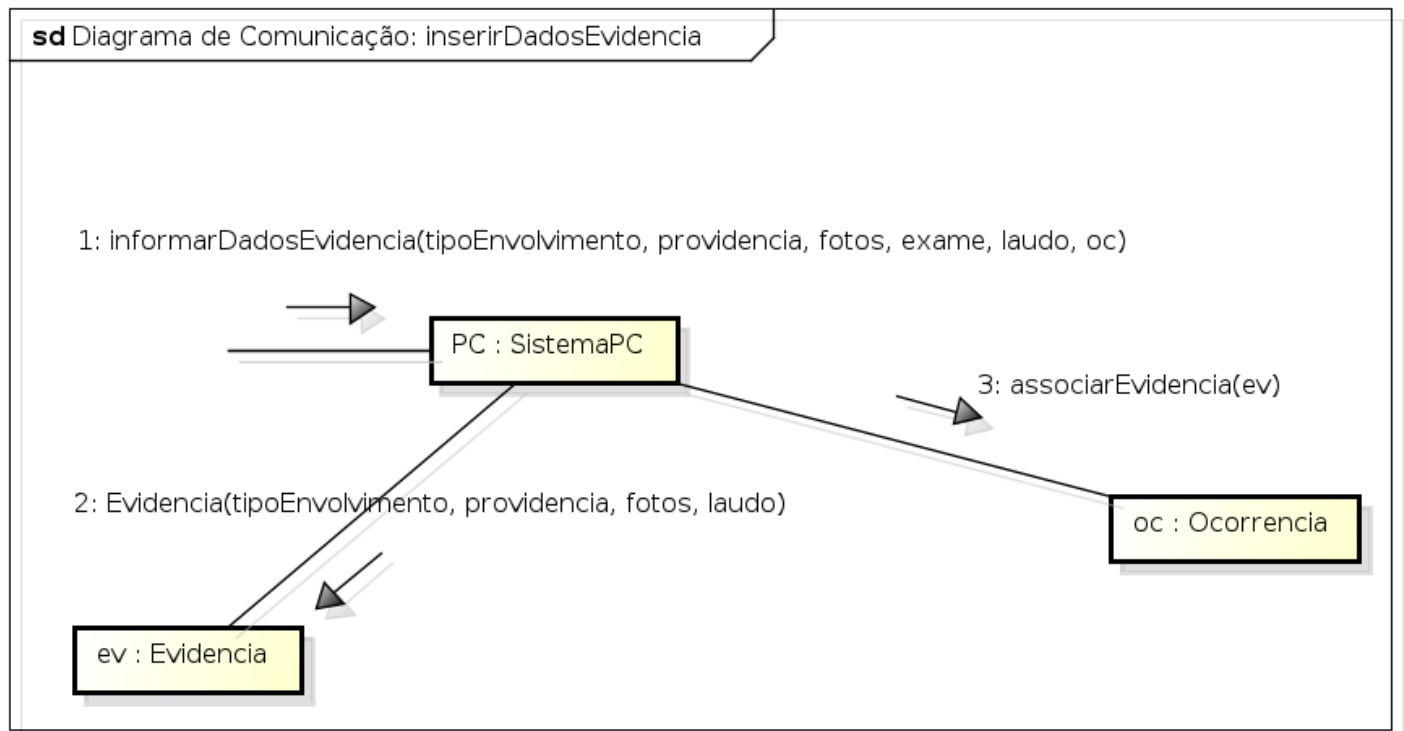 sd Diagrama de Comunicação: inserirDadosEvidencia
1: informarDadosEvidencia(tipoEnvolvimento, providencia, fotos, exame, laudo, oc)
PC : SistemaPC
3: associarEvidencia(ev)
2: Evidencia(tipoEnvolvimento, providencia, fotos, laudo)
oc : Ocorrencia
ev : Evidencia